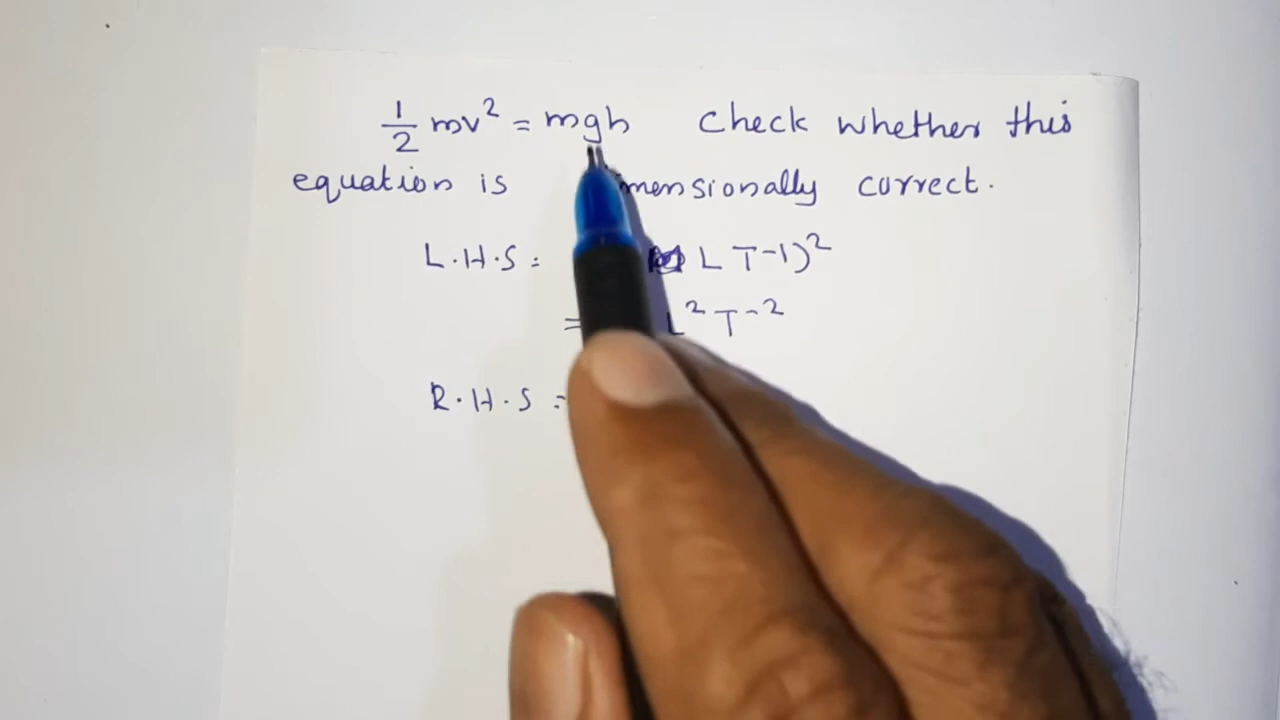 1/2 mv² = mgh Check whether this
equation is mensionally correct.
L.H.S = L T-1)²
= L² T-²
R.H.S =